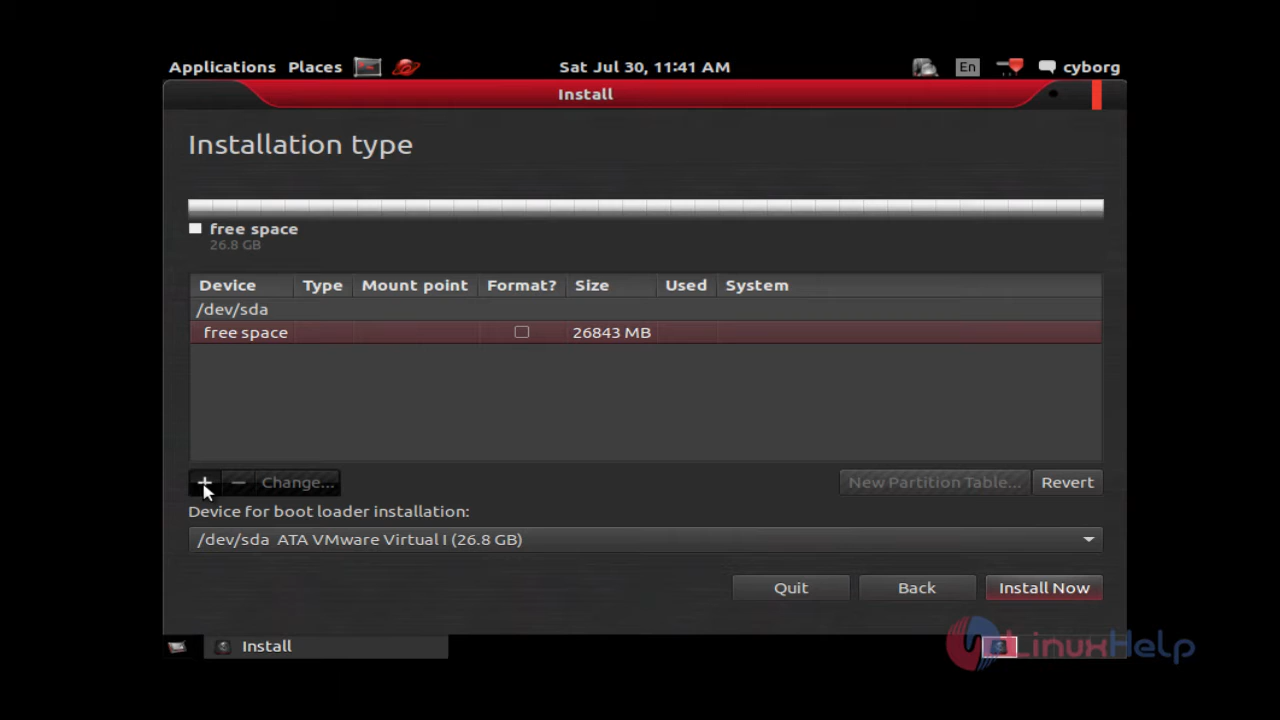 Applications Places Sat Jul 30, 11:41 AM En cyborg
Install
Installation type
free space
26.8 GB
Device Type Mount point Format? Size Used System
/dev/sda
free space 26843 MB
+ − Change... New Partition Table... Revert
Device for boot loader installation:
/dev/sda ATA VMware Virtual I (26.8 GB)
Quit Back Install Now
Install
LinuxHelp